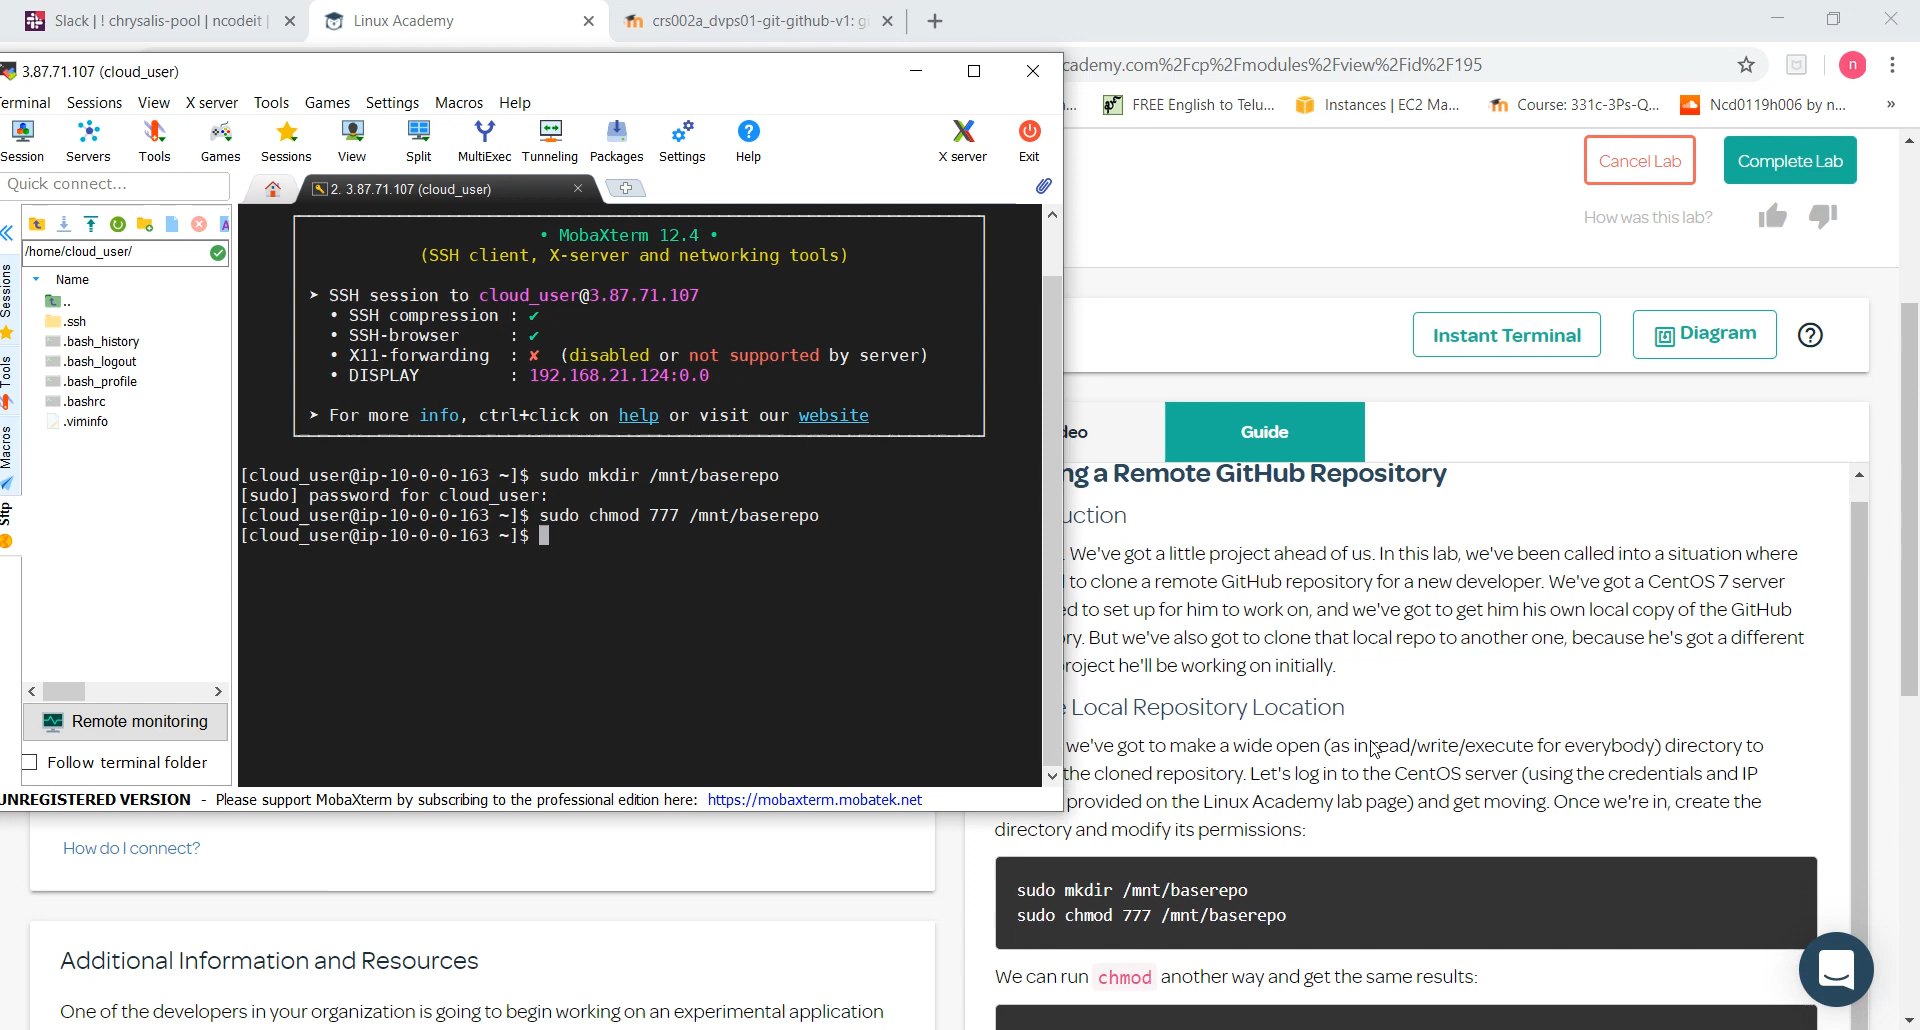 Slack | ! chrysalis-pool | ncodeit
Linux Academy
crs002a_dvps01-git-github-v1: g
3.87.71.107 (cloud_user)
cademy.com%2Fcp%2Fmodules%2Fview%2Fid%2F195
n
erminal Sessions View X server Tools Games Settings Macros Help
FREE English to Telu...
Instances | EC2 Ma...
Course: 331c-3Ps-Q...
Ncd0119h006 by n...
»
Session Servers Tools Games Sessions View Split MultiExec Tunneling Packages Settings Help X server Exit
Cancel Lab
Complete Lab
Quick connect...
2. 3.87.71.107 (cloud_user)
How was this lab?
/home/cloud_user/
Name
..
.ssh
.bash_history
.bash_logout
.bash_profile
.bashrc
.viminfo
Sessions
Tools
Macros
Sftp
• MobaXterm 12.4 •
(SSH client, X-server and networking tools)
➤ SSH session to cloud_user@3.87.71.107
• SSH compression : ✔
• SSH-browser : ✔
• X11-forwarding : ✘ (disabled or not supported by server)
• DISPLAY : 192.168.21.124:0.0
➤ For more info, ctrl+click on help or visit our website
[cloud_user@ip-10-0-0-163 ~]$ sudo mkdir /mnt/baserepo
[sudo] password for cloud_user:
[cloud_user@ip-10-0-0-163 ~]$ sudo chmod 777 /mnt/baserepo
[cloud_user@ip-10-0-0-163 ~]$
Remote monitoring
Follow terminal folder
UNREGISTERED VERSION - Please support MobaXterm by subscribing to the professional edition here: https://mobaxterm.mobatek.net
Instant Terminal
Diagram
?
deo
Guide
ng a Remote GitHub Repository
uction
We've got a little project ahead of us. In this lab, we've been called into a situation where
to clone a remote GitHub repository for a new developer. We've got a CentOS 7 server
ed to set up for him to work on, and we've got to get him his own local copy of the GitHub
ry. But we've also got to clone that local repo to another one, because he's got a different
roject he'll be working on initially.
e Local Repository Location
we've got to make a wide open (as in read/write/execute for everybody) directory to
the cloned repository. Let's log in to the CentOS server (using the credentials and IP
provided on the Linux Academy lab page) and get moving. Once we're in, create the
directory and modify its permissions:
sudo mkdir /mnt/baserepo
sudo chmod 777 /mnt/baserepo
We can run chmod another way and get the same results:
How do I connect?
Additional Information and Resources
One of the developers in your organization is going to begin working on an experimental application